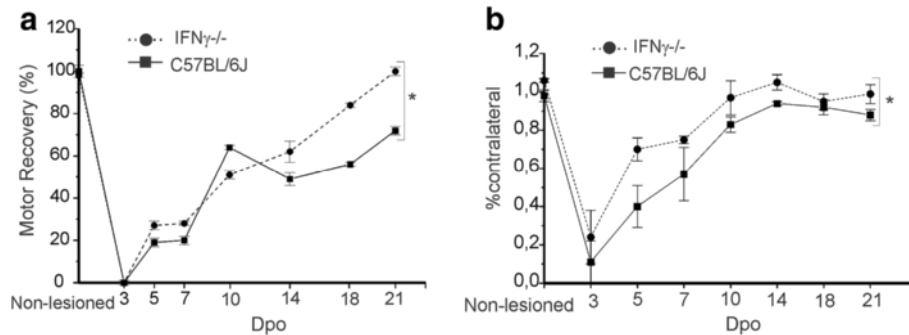 a
120
100
80
60
40
20
0
Motor Recovery (%)
IFNγ-/-
C57BL/6J
*
Non-lesioned 3 5 7 10 14 18 21
Dpo
b
1,2
1,0
0,8
0,6
0,4
0,2
0,0
%contralateral
IFNγ-/-
C57BL/6J
*
Non-lesioned 3 5 7 10 14 18 21
Dpo